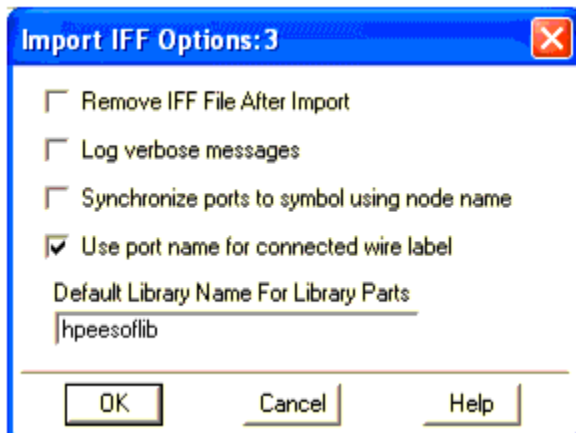 Import IFF Options:3
Remove IFF File After Import
Log verbose messages
Synchronize ports to symbol using node name
Use port name for connected wire label
Default Library Name For Library Parts
hpeesoflib
OK Cancel Help